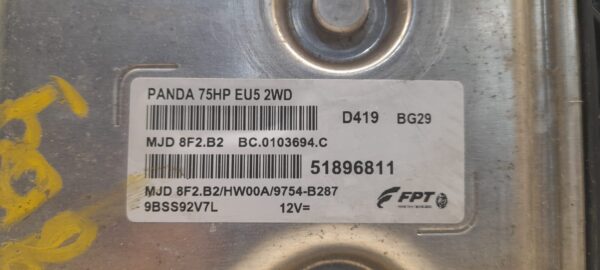 PANDA 75HP EU5 2WD
D419 BG29
MJD 8F2.B2 BC.0103694.C
51896811
MJD 8F2.B2/HW00A/9754-B287
9BSS92V7L 12V=
FPT